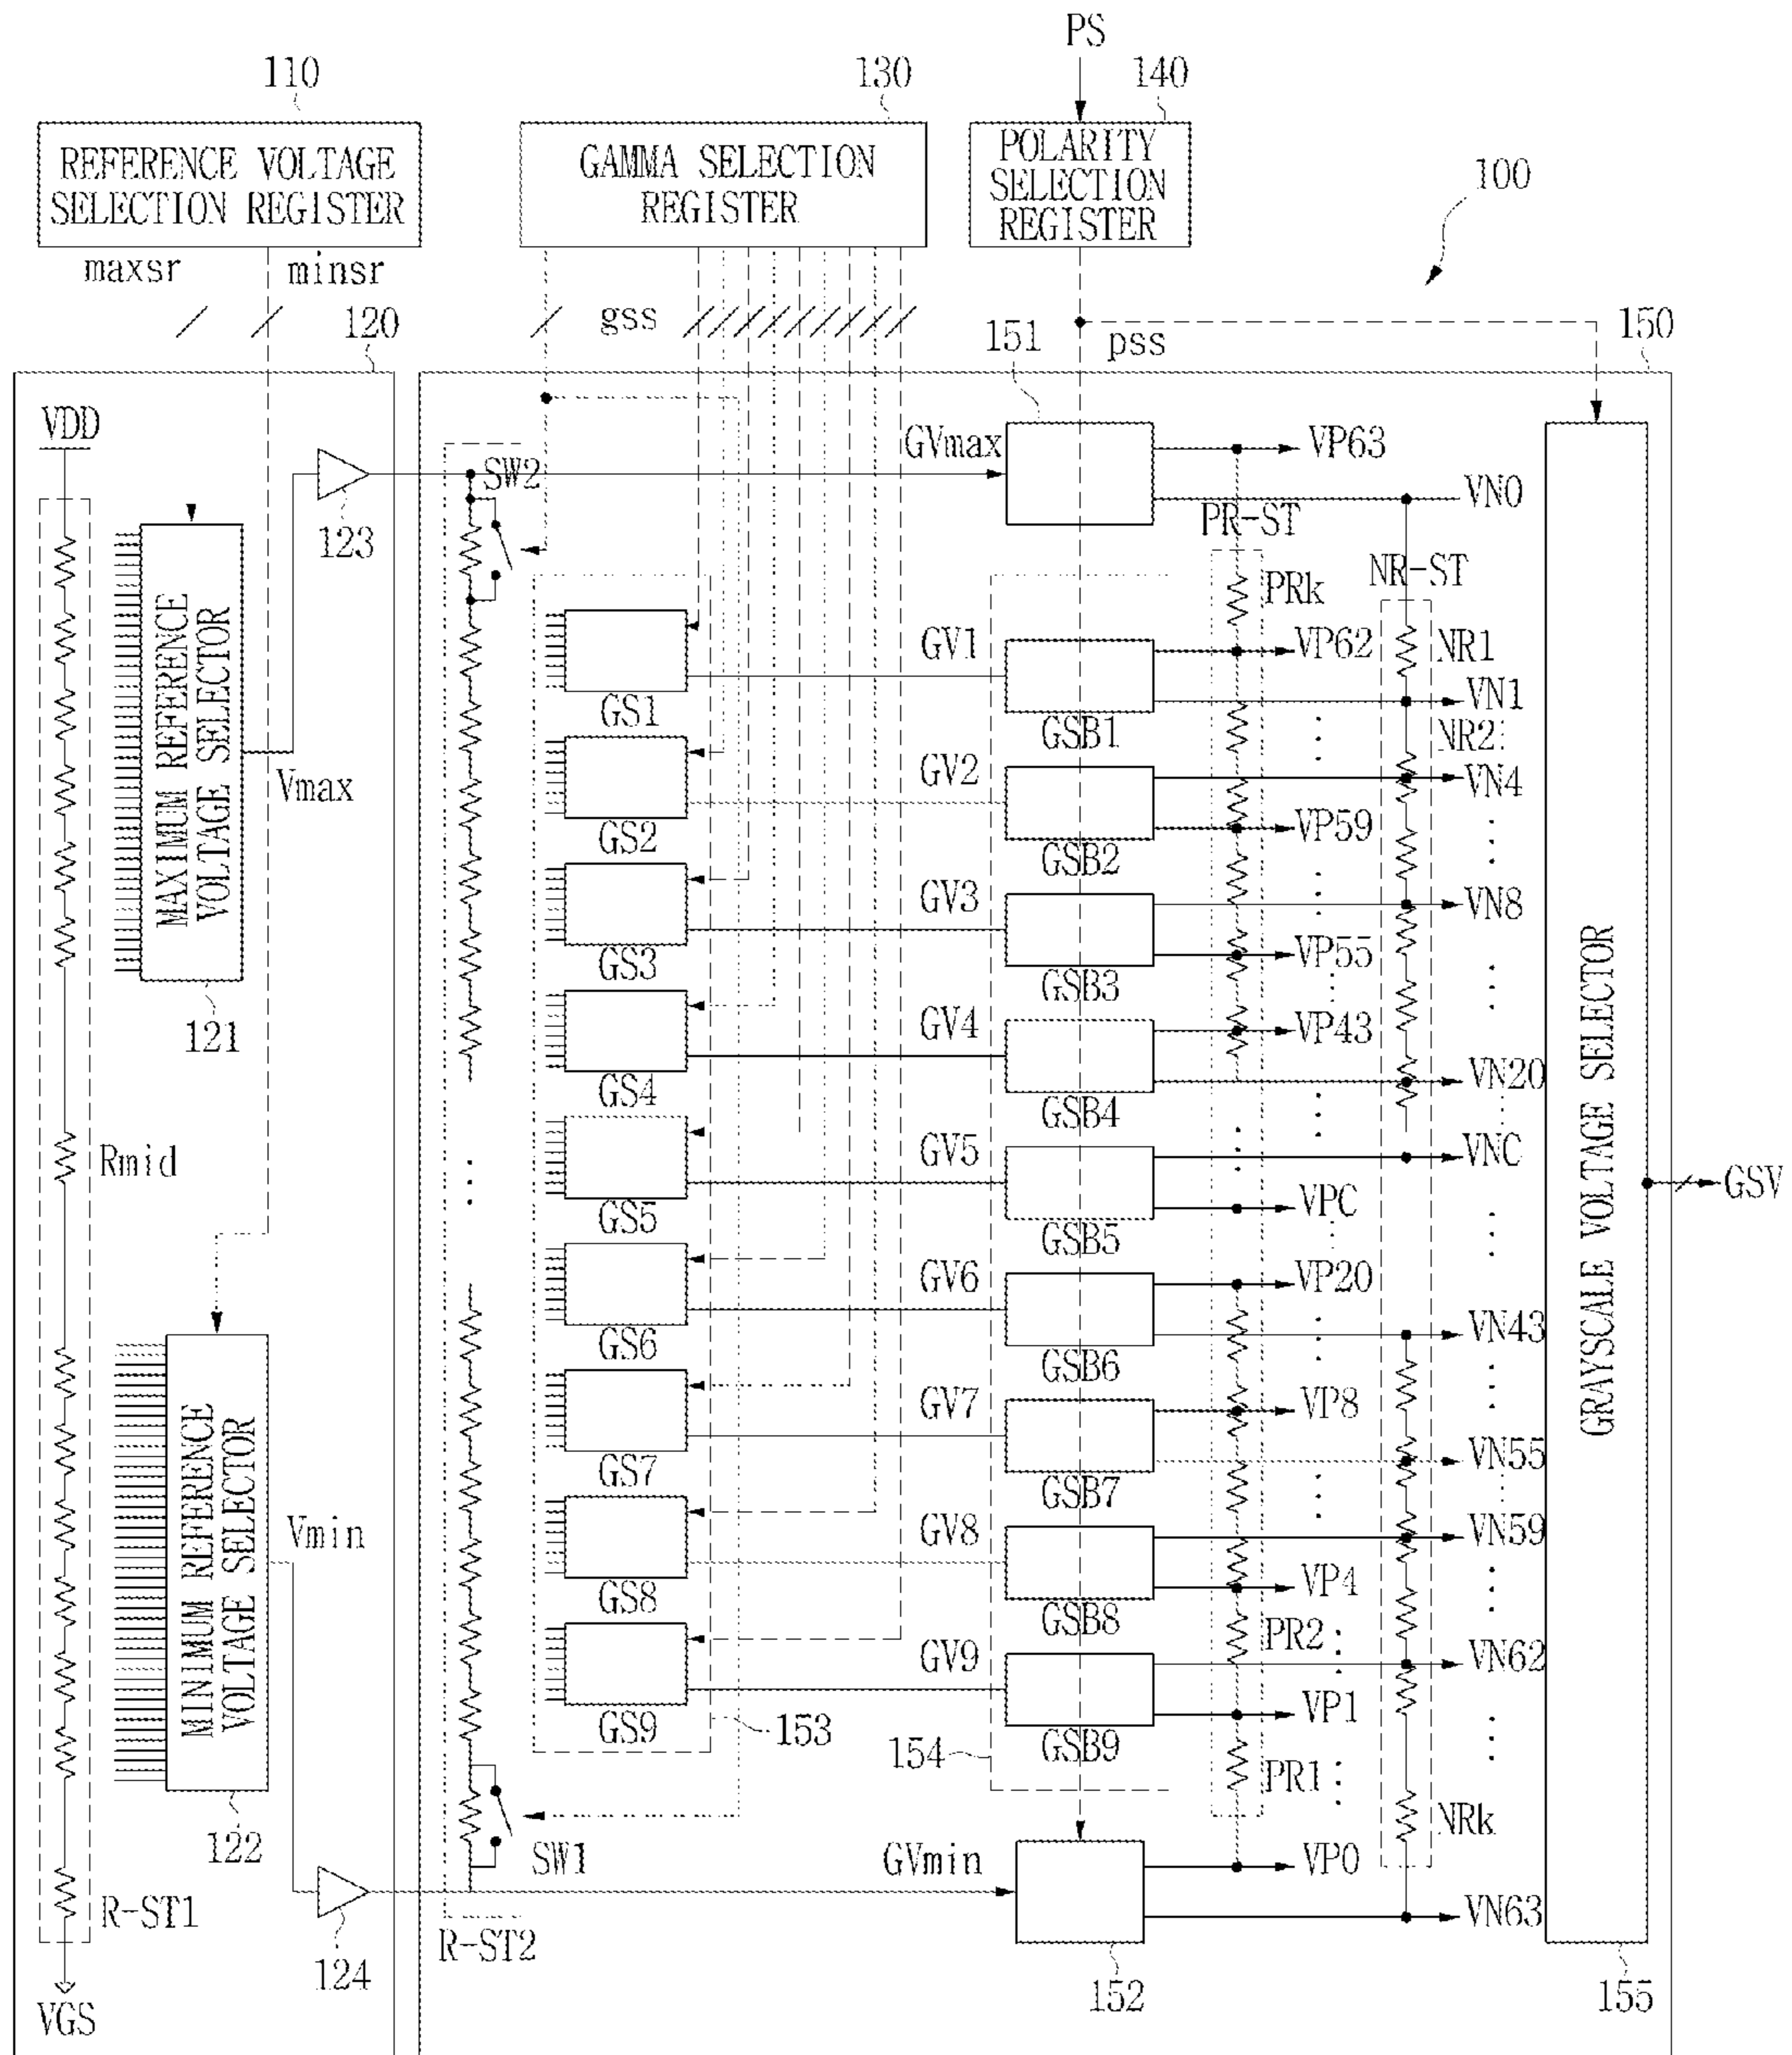 PS
110
130
140
REFERENCE VOLTAGE
SELECTION REGISTER
GAMMA SELECTION
REGISTER
POLARITY
SELECTION
REGISTER
100
maxsr
minsr
120
gss
151
pss
150
VDD
123
SW2
GVmax
VP63
VN0
PR-ST
NR-ST
PRk
MAXIMUM REFERENCE
VOLTAGE SELECTOR
GV1
VP62
NR1
GS1
GSB1
VN1
NR2
Vmax
GV2
VN4
GS2
GSB2
VP59
GV3
VN8
GS3
GSB3
VP55
121
GV4
VP43
GS4
GSB4
VN20
Rmid
GV5
VNC
GS5
GSB5
VPC
GRAYSCALE VOLTAGE SELECTOR
GSV
GV6
VP20
GS6
GSB6
VN43
MINIMUM REFERENCE
VOLTAGE SELECTOR
GV7
VP8
GS7
GSB7
VN55
Vmin
GV8
VN59
GS8
GSB8
VP4
PR2
GV9
VN62
GS9
GSB9
VP1
153
154
PR1
122
SW1
GVmin
NRk
VP0
R-ST1
124
R-ST2
VN63
VGS
152
155